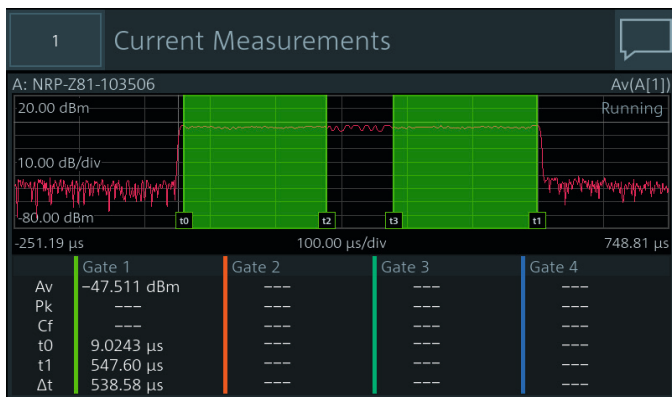 1
Current Measurements
A: NRP-Z81-103506 Av(A[1])
20.00 dBm Running
10.00 dB/div
-80.00 dBm t0 t2 t3 t1
-251.19 µs 100.00 µs/div 748.81 µs
Gate 1 Gate 2 Gate 3 Gate 4
Av −47.511 dBm --- --- ---
Pk --- --- --- ---
Cf --- --- --- ---
t0 9.0243 µs --- --- ---
t1 547.60 µs --- --- ---
Δt 538.58 µs --- --- ---